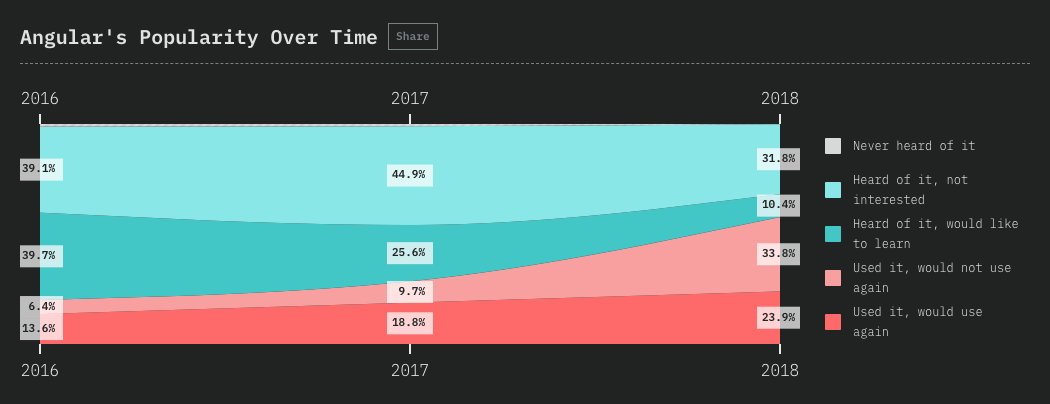 Angular's Popularity Over Time Share
2016 2017 2018
39.1%
44.9%
31.8%
39.7%
25.6%
10.4%
6.4%
9.7%
33.8%
13.6%
18.8%
23.9%
2016 2017 2018
Never heard of it
Heard of it, not
interested
Heard of it, would like
to learn
Used it, would not use
again
Used it, would use
again